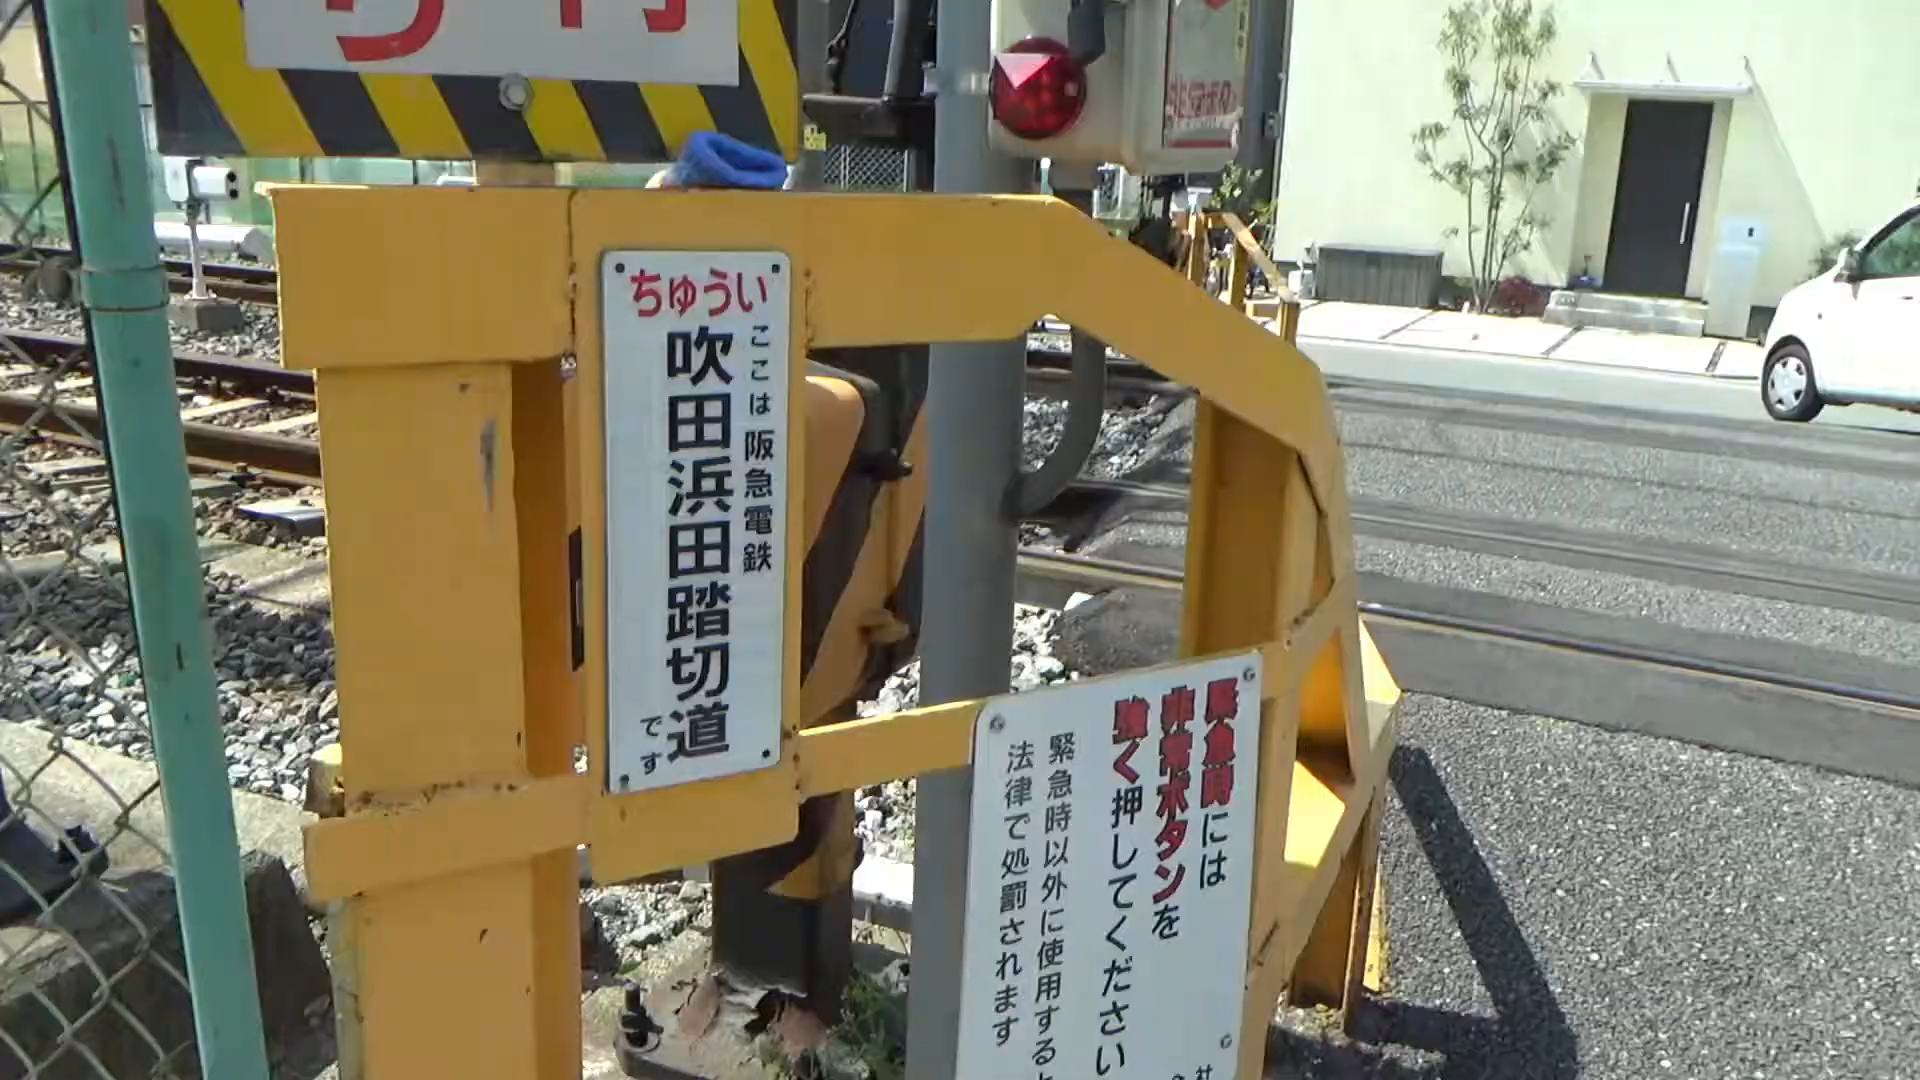 ちゅうい
ここは阪急電鉄
吹田浜田踏切道
です
緊急時には
非常ボタンを
強く押してください
緊急時以外に使用する
法律で処罰されます